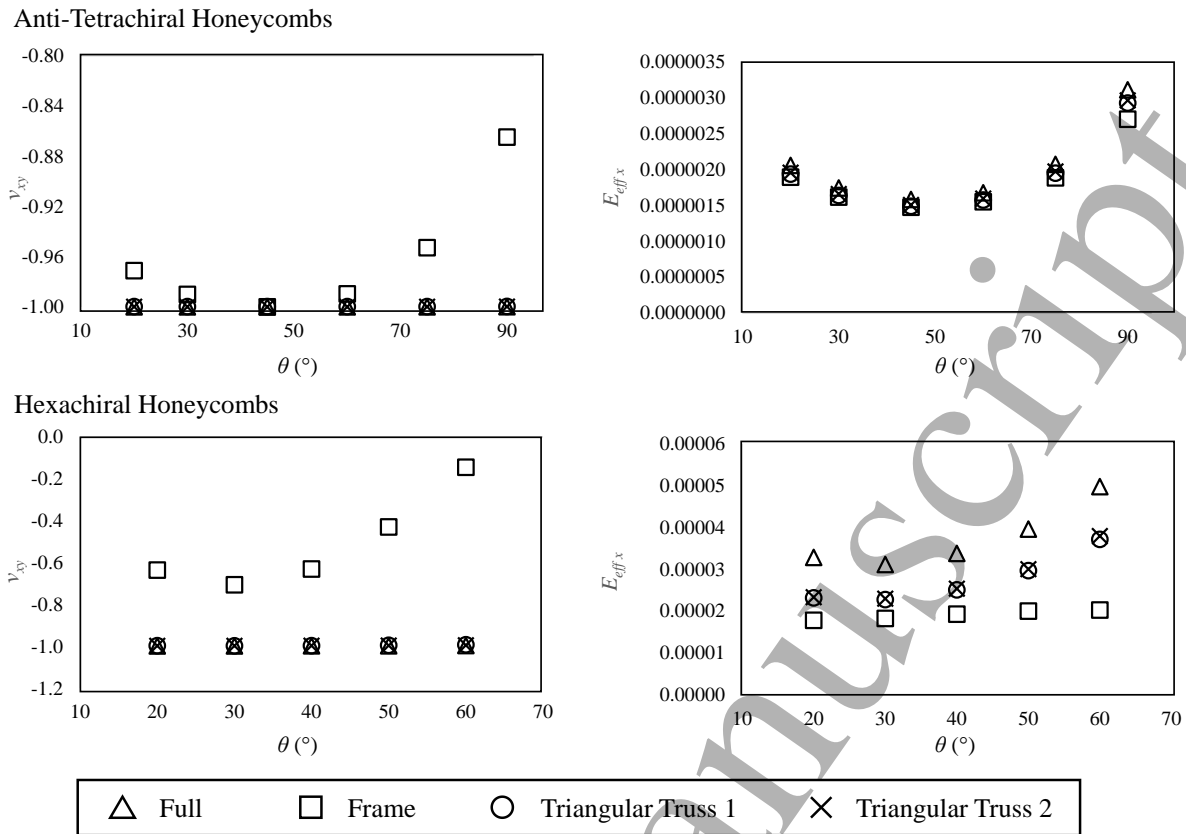 Anti-Tetrachiral Honeycombs
-0.80
-0.84
-0.88
-0.92
-0.96
-1.00
10 30 50 70 90
ν_xy
θ (°)
0.0000035
0.0000030
0.0000025
0.0000020
0.0000015
0.0000010
0.0000005
0.0000000
10 30 50 70 90
E_eff x
θ (°)
Hexachiral Honeycombs
0.0
-0.2
-0.4
-0.6
-0.8
-1.0
-1.2
10 20 30 40 50 60 70
ν_xy
θ (°)
0.00006
0.00005
0.00004
0.00003
0.00002
0.00001
0.00000
10 20 30 40 50 60 70
E_eff x
θ (°)
Full Frame Triangular Truss 1 Triangular Truss 2
anuscript